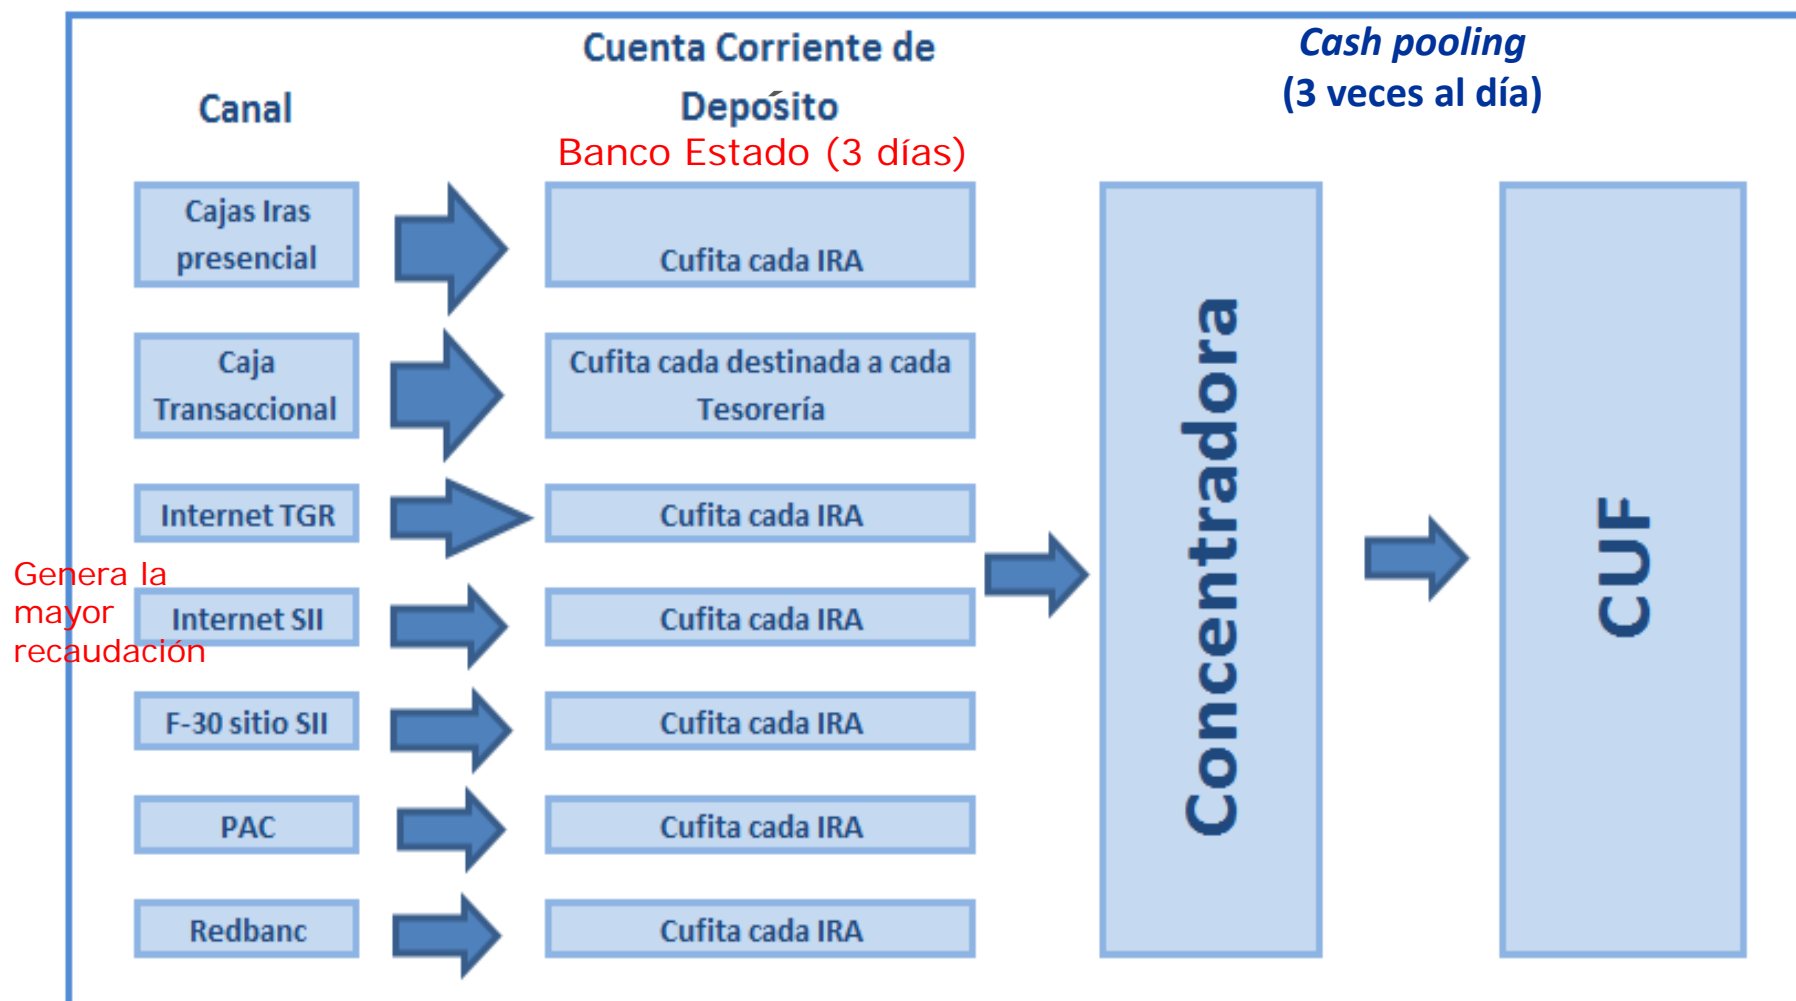 Canal
Cuenta Corriente de
Depósito
Banco Estado (3 días)
Cash pooling
(3 veces al día)
Cajas Iras
presencial
Cufita cada IRA
Caja
Transaccional
Cufita cada destinada a cada
Tesorería
Internet TGR
Cufita cada IRA
Genera la
mayor
recaudación
Internet SII
Cufita cada IRA
F-30 sitio SII
Cufita cada IRA
PAC
Cufita cada IRA
Redbanc
Cufita cada IRA
Concentradora
CUF